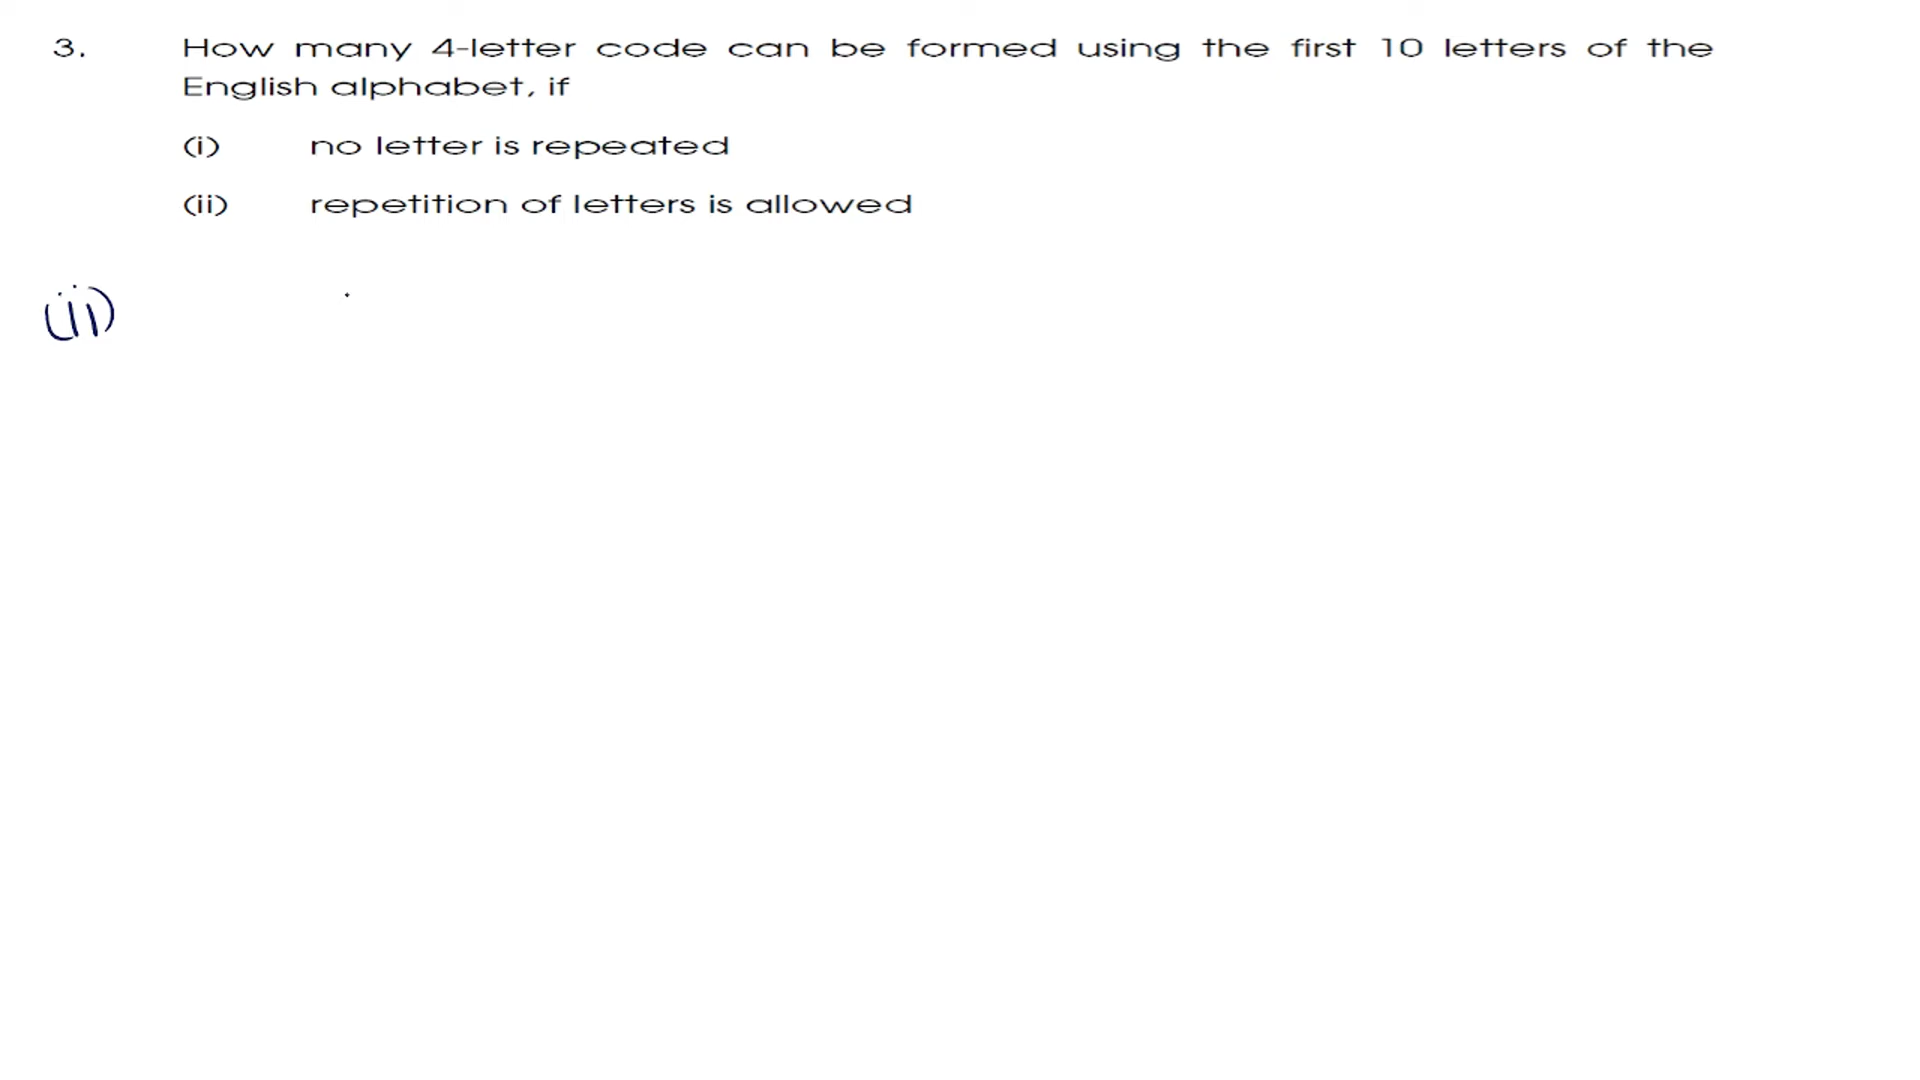 3. How many 4-letter code can be formed using the first 10 letters of the
English alphabet, if
(i) no letter is repeated
(ii) repetition of letters is allowed
(ii)